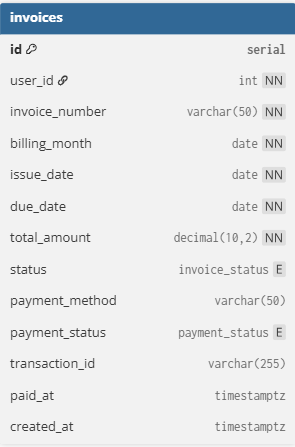 invoices
id serial
user_id int NN
invoice_number varchar(50) NN
billing_month date NN
issue_date date NN
due_date date NN
total_amount decimal(10,2) NN
status invoice_status E
payment_method varchar(50)
payment_status payment_status E
transaction_id varchar(255)
paid_at timestamptz
created_at timestamptz